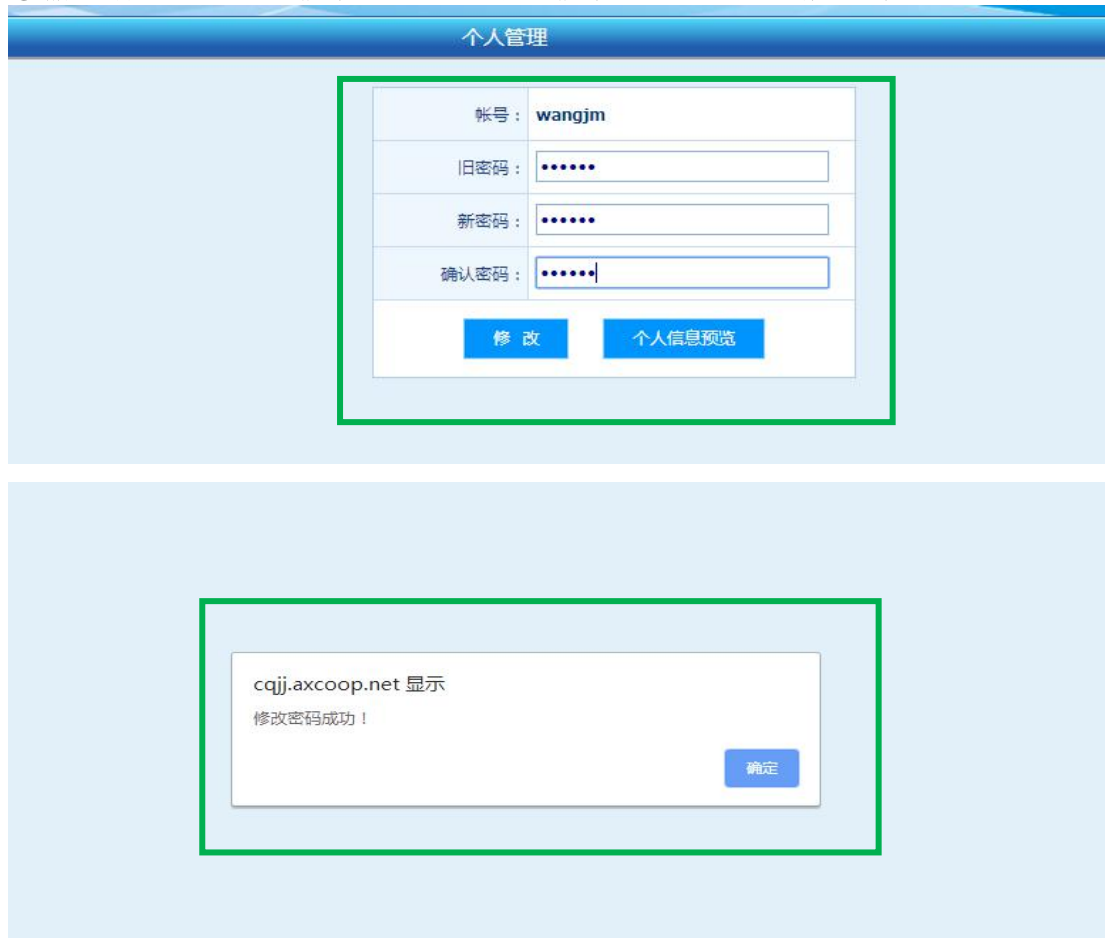 个人管理
帐号： wangjm
旧密码： ••••••
新密码： ••••••
确认密码： ••••••
修 改 个人信息预览
cqjj.axcoop.net 显示
修改密码成功！
确定